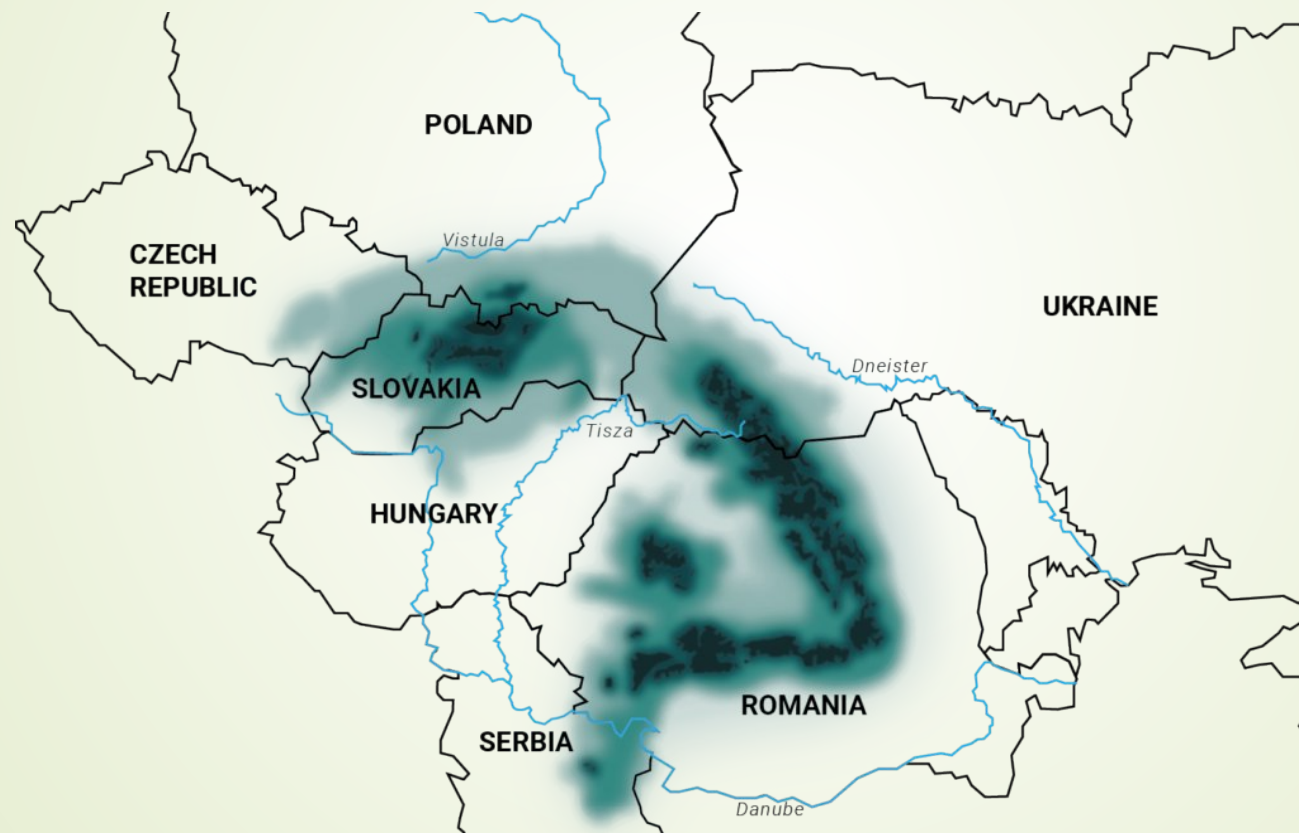 POLAND
Vistula
CZECH
REPUBLIC
UKRAINE
Dneister
SLOVAKIA
Tisza
HUNGARY
ROMANIA
SERBIA
Danube